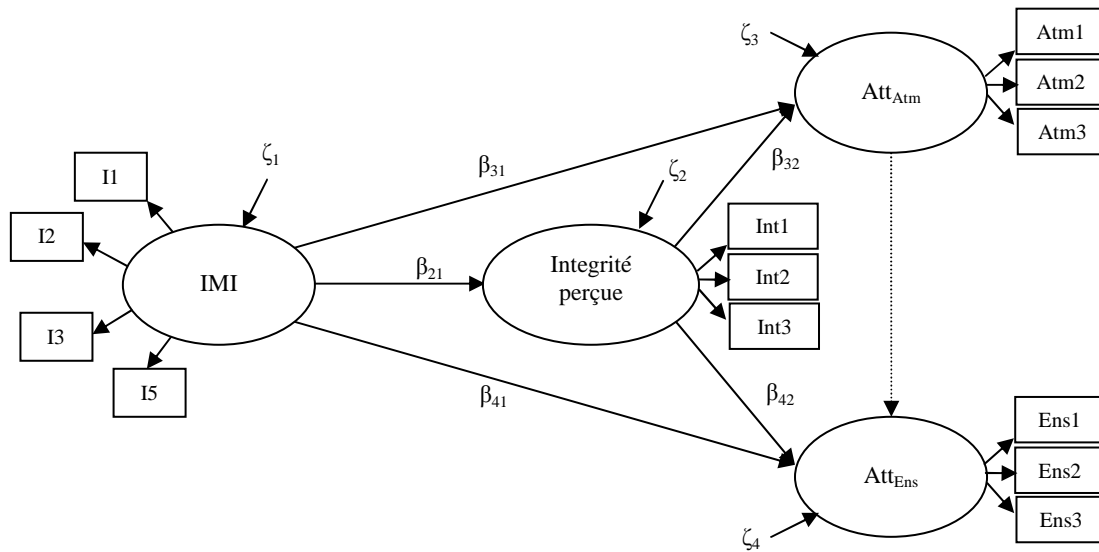 Atm1
ζ3
Atm2
AttAtm
Atm3
ζ1
β31
β32
ζ2
I1
I2
Int1
IMI
β21
Integrité
perçue
Int2
Int3
I3
I5
β41
β42
Ens1
AttEns
Ens2
Ens3
ζ4